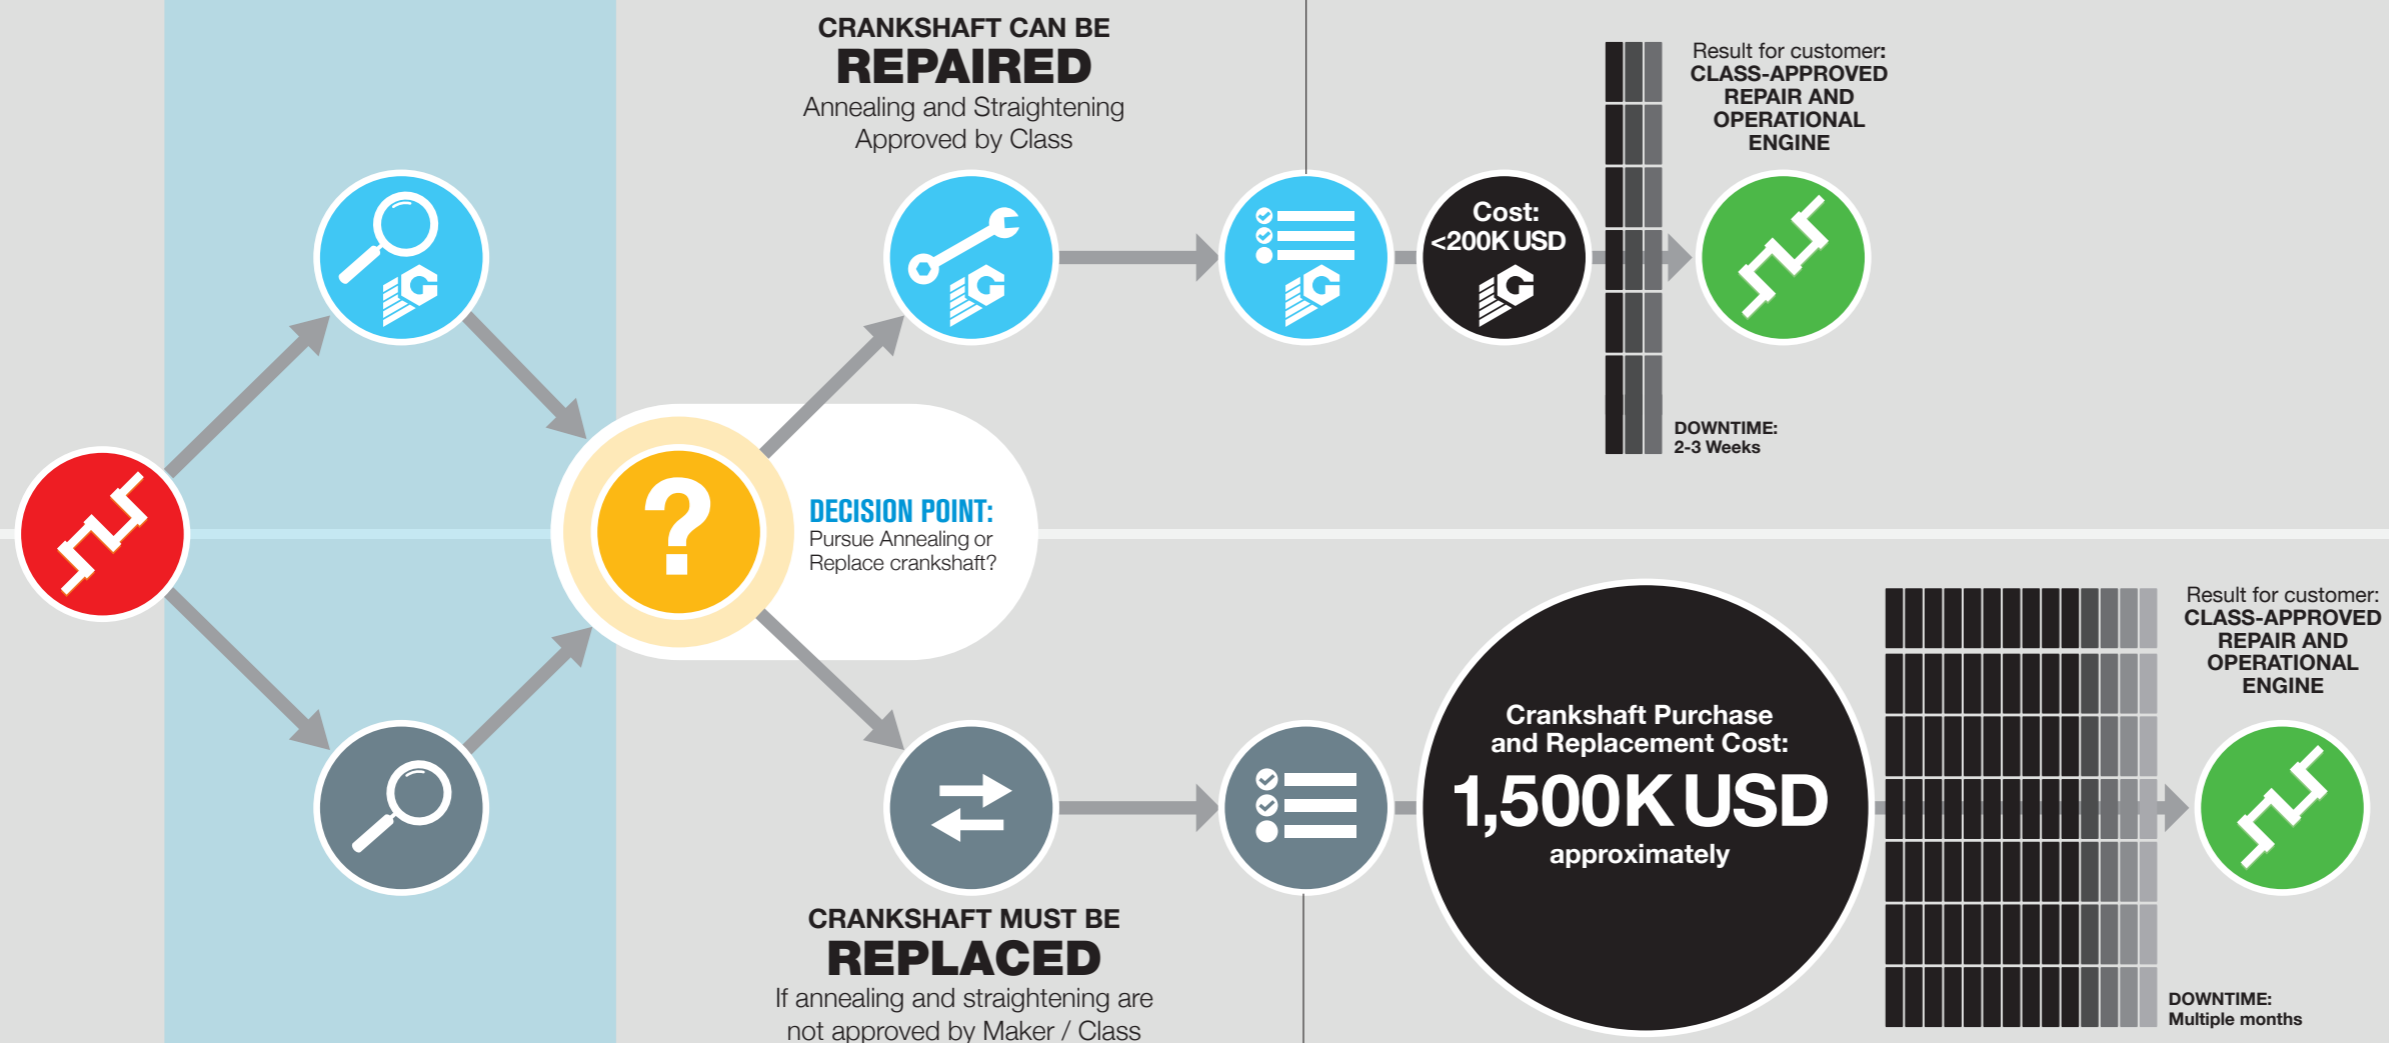 CRANKSHAFT CAN BE
REPAIRED
Annealing and Straightening
Approved by Class
Cost:
<200K USD
G
G
G
G
Result for customer:
CLASS-APPROVED
REPAIR AND
OPERATIONAL
ENGINE
DOWNTIME:
2-3 Weeks
?
DECISION POINT:
Pursue Annealing or
Replace crankshaft?
CRANKSHAFT MUST BE
REPLACED
If annealing and straightening are
not approved by Maker / Class
Crankshaft Purchase
and Replacement Cost:
1,500K USD
approximately
Result for customer:
CLASS-APPROVED
REPAIR AND
OPERATIONAL
ENGINE
DOWNTIME:
Multiple months